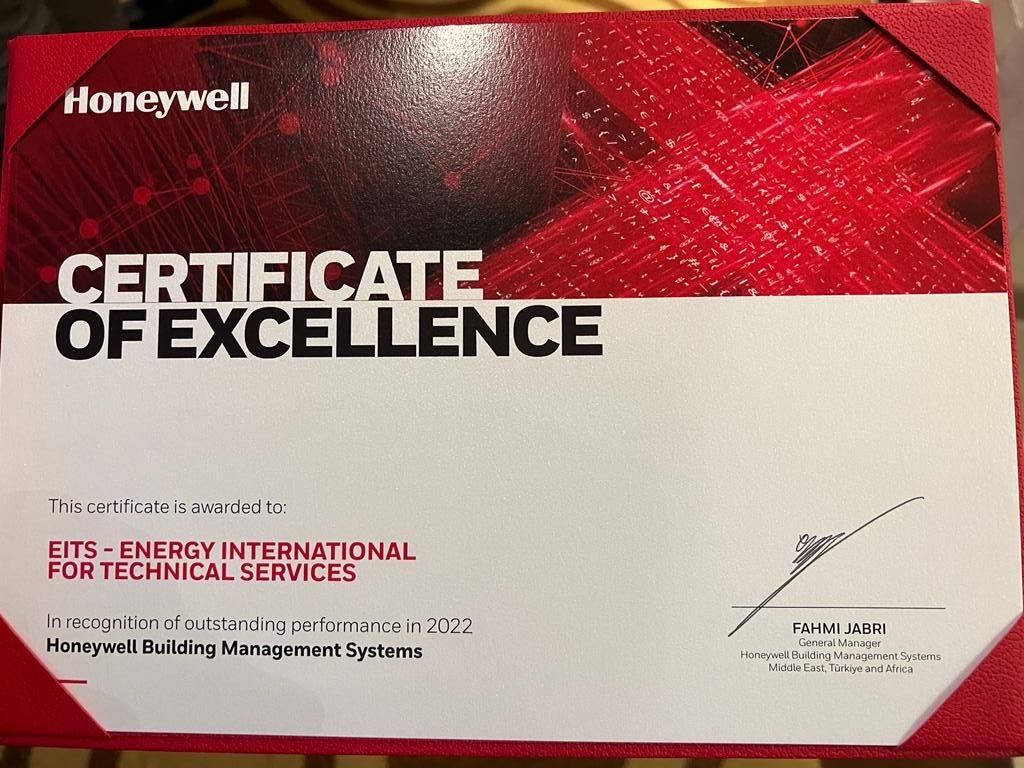 Honeywell
CERTIFICATE
OF EXCELLENCE
This certificate is awarded to:
EITS - ENERGY INTERNATIONAL
FOR TECHNICAL SERVICES
In recognition of outstanding performance in 2022
Honeywell Building Management Systems
FAHMI JABRI
General Manager
Honeywell Building Management Systems
Middle East, Türkiye and Africa